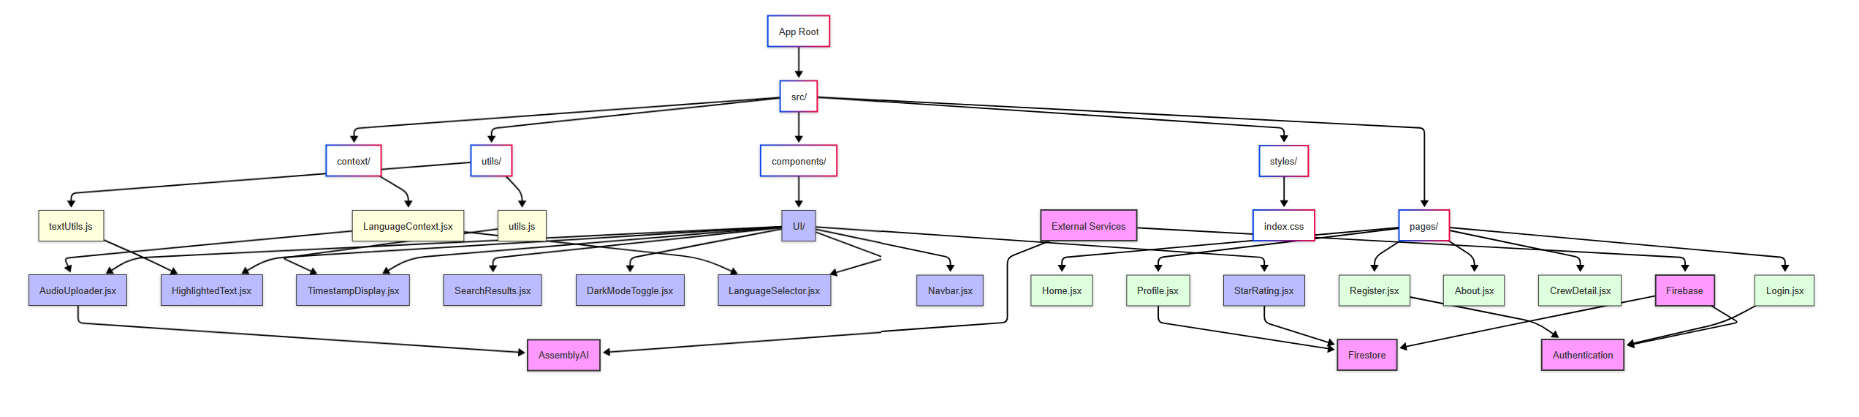 App Root
src/
context/
utils/
components/
styles/
textUtils.js
LanguageContext.jsx
utils.js
UI/
External Services
index.css
pages/
AudioUploader.jsx
HighlightedText.jsx
TimestampDisplay.jsx
SearchResults.jsx
DarkModeToggle.jsx
LanguageSelector.jsx
Navbar.jsx
Home.jsx
Profile.jsx
StarRating.jsx
Register.jsx
About.jsx
CrewDetail.jsx
Firebase
Login.jsx
AssemblyAI
Firestore
Authentication